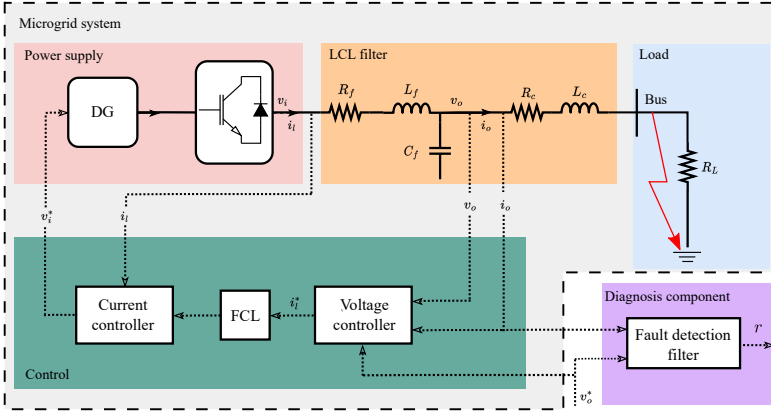 Microgrid system
Power supply
LCL filter
Load
DG
v_i
i_l
R_f
L_f
v_o
i_o
R_c
L_c
C_f
Bus
R_L
v_i^*
i_l
v_o
i_o
Current
controller
FCL
i_l^*
Voltage
controller
Control
Diagnosis component
Fault detection
filter
r
v_o^*